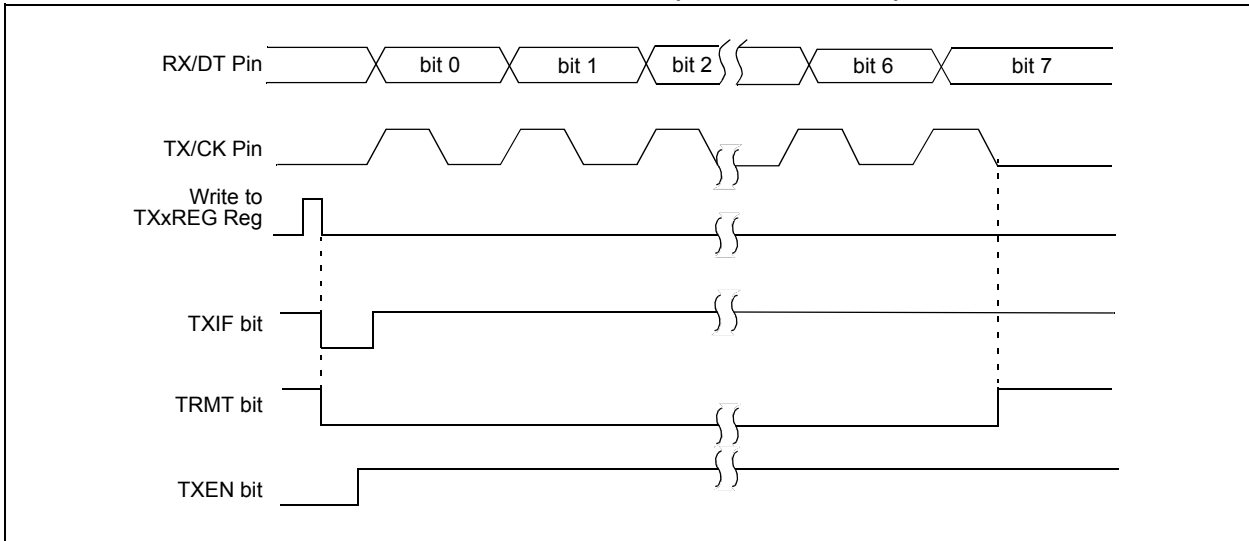 RX/DT Pin
bit 0
bit 1
bit 2
bit 6
bit 7
TX/CK Pin
Write to
TXxREG Reg
TXIF bit
TRMT bit
TXEN bit